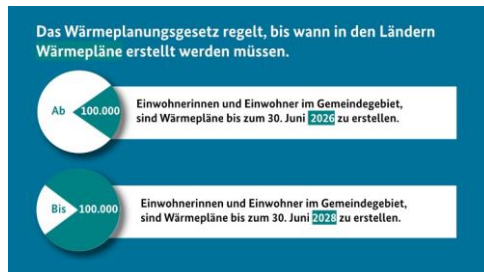 Das Wärmeplanungsgesetz regelt, bis wann in den Ländern
Wärmepläne erstellt werden müssen.
Ab 100.000
Einwohnerinnen und Einwohner im Gemeindegebiet,
sind Wärmepläne bis zum 30. Juni 2026 zu erstellen.
Bis 100.000
Einwohnerinnen und Einwohner im Gemeindegebiet,
sind Wärmepläne bis zum 30. Juni 2028 zu erstellen.